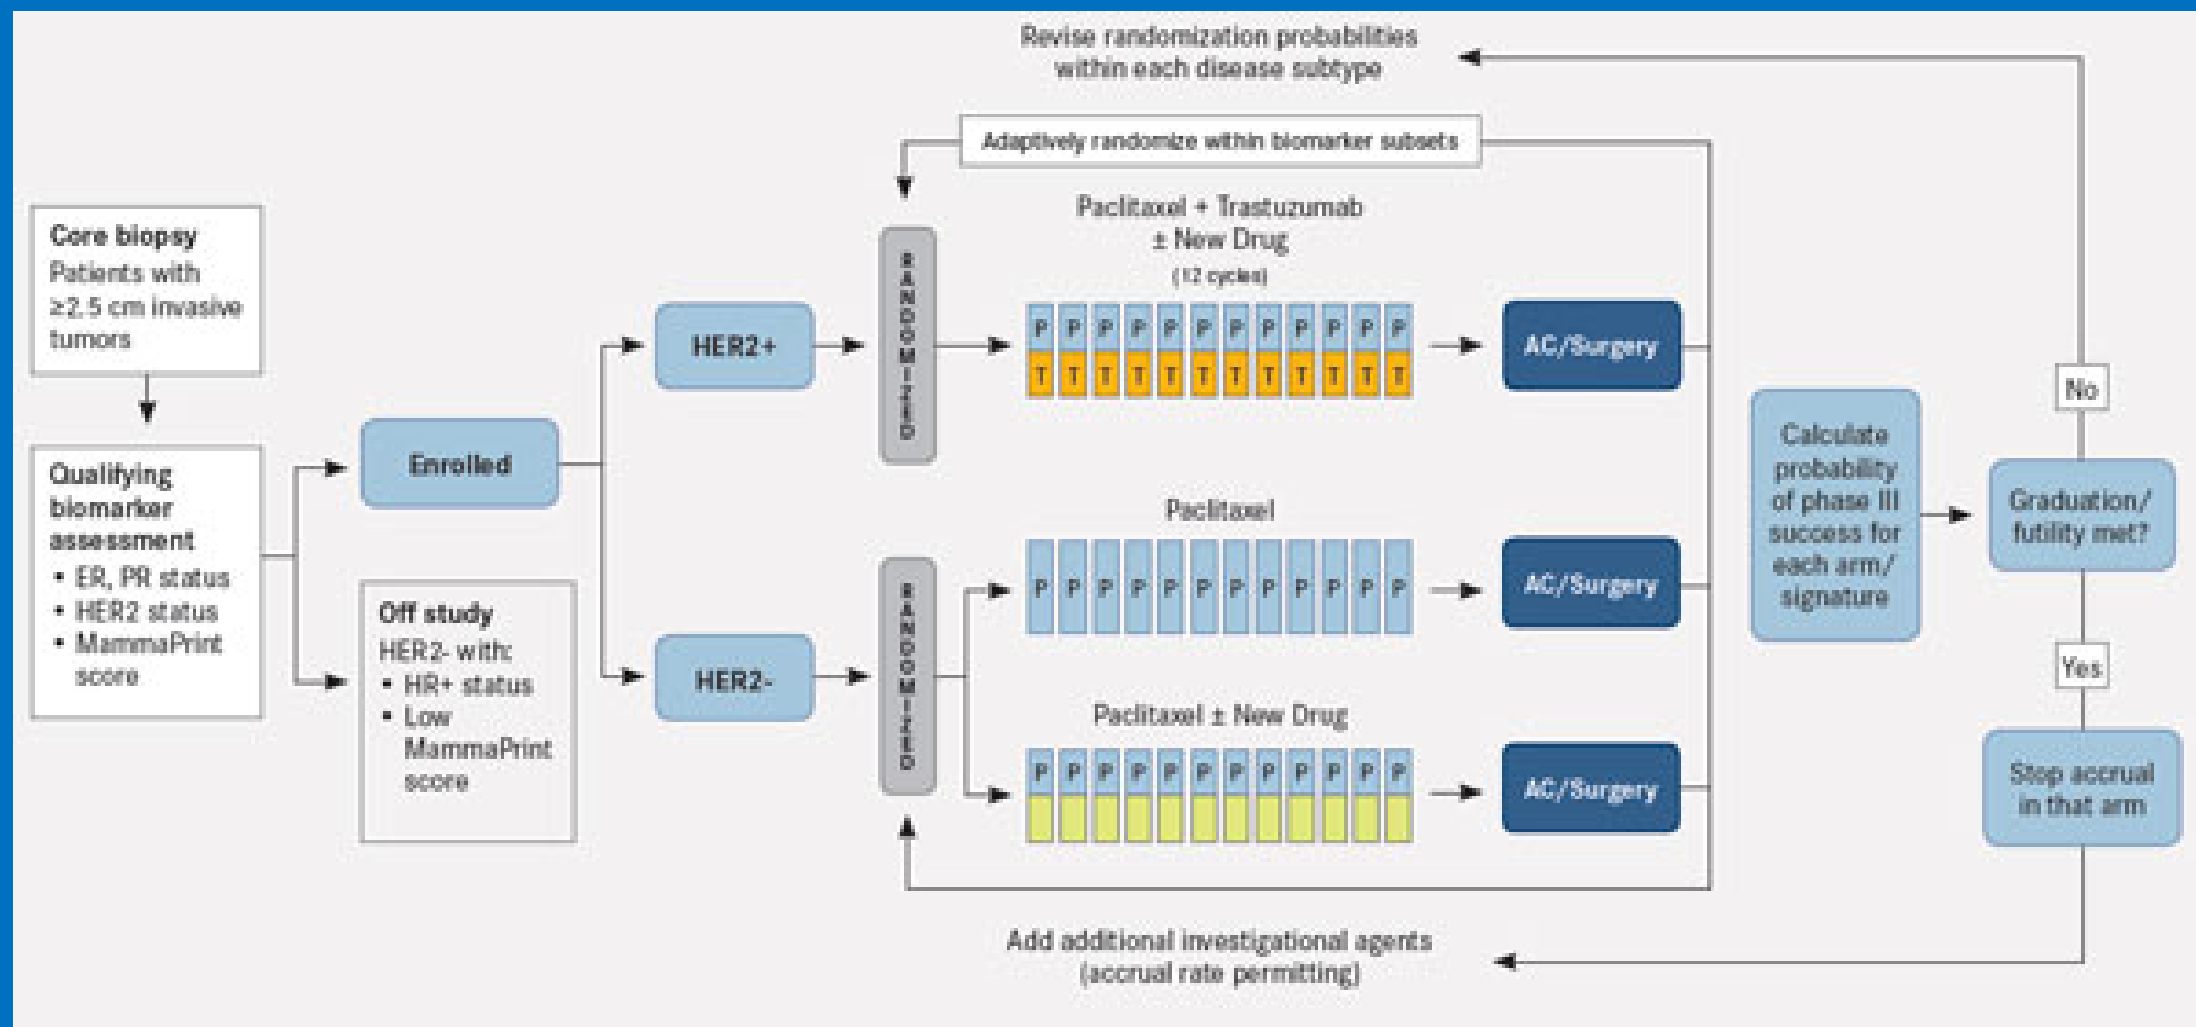 Revise randomization probabilities
within each disease subtype
Adaptively randomize within biomarker subsets
Core biopsy
Patients with
≥2.5 cm invasive
tumors
Qualifying
biomarker
assessment
• ER, PR status
• HER2 status
• MammaPrint
score
Enrolled
Off study
HER2- with:
• HR+ status
• Low
MammaPrint
score
HER2+
HER2-
RANDOMIZED
RANDOMIZED
Paclitaxel + Trastuzumab
± New Drug
(12 cycles)
P P P P P P P P P P P P
T T T T T T T T T T T T
AC/Surgery
Paclitaxel
P P P P P P P P P P P P
AC/Surgery
Paclitaxel ± New Drug
P P P P P P P P P P P P
AC/Surgery
Calculate
probability
of phase III
success for
each arm/
signature
No
Graduation/
futility met?
Yes
Stop accrual
in that arm
Add additional investigational agents
(accrual rate permitting)